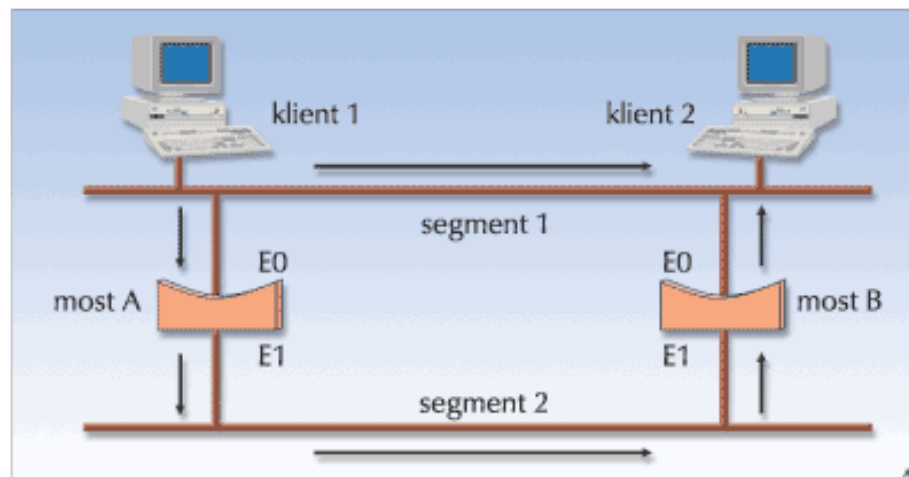 klient 1
klient 2
segment 1
E0
E0
most A
most B
E1
E1
segment 2